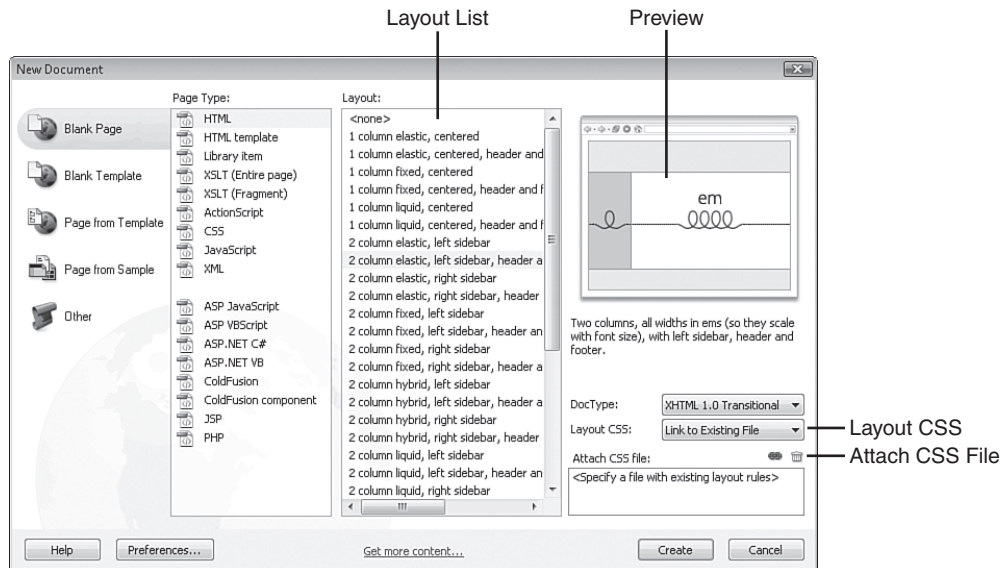 Layout List
Preview
New Document
Blank Page
Blank Template
Page from Template
Page from Sample
Other
Page Type:
HTML
HTML template
Library item
XSLT (Entire page)
XSLT (Fragment)
ActionScript
CSS
JavaScript
XML
ASP JavaScript
ASP VBScript
ASP.NET C#
ASP.NET VB
ColdFusion
ColdFusion component
JSP
PHP
Layout:
<none>
1 column elastic, centered
1 column elastic, centered, header and
1 column fixed, centered
1 column fixed, centered, header and f
1 column liquid, centered
1 column liquid, centered, header and f
2 column elastic, left sidebar
2 column elastic, left sidebar, header a
2 column elastic, right sidebar
2 column elastic, right sidebar, header
2 column fixed, left sidebar
2 column fixed, left sidebar, header an
2 column fixed, right sidebar
2 column fixed, right sidebar, header a
2 column hybrid, left sidebar
2 column hybrid, left sidebar, header a
2 column hybrid, right sidebar
2 column hybrid, right sidebar, header
2 column liquid, left sidebar
2 column liquid, left sidebar, header an
2 column liquid, right sidebar
em
Two columns, all widths in ems (so they scale
with font size), with left sidebar, header and
footer.
DocType: XHTML 1.0 Transitional
Layout CSS: Link to Existing File
Layout CSS
Attach CSS file:
Attach CSS File
<Specify a file with existing layout rules>
Help
Preferences...
Get more content...
Create
Cancel